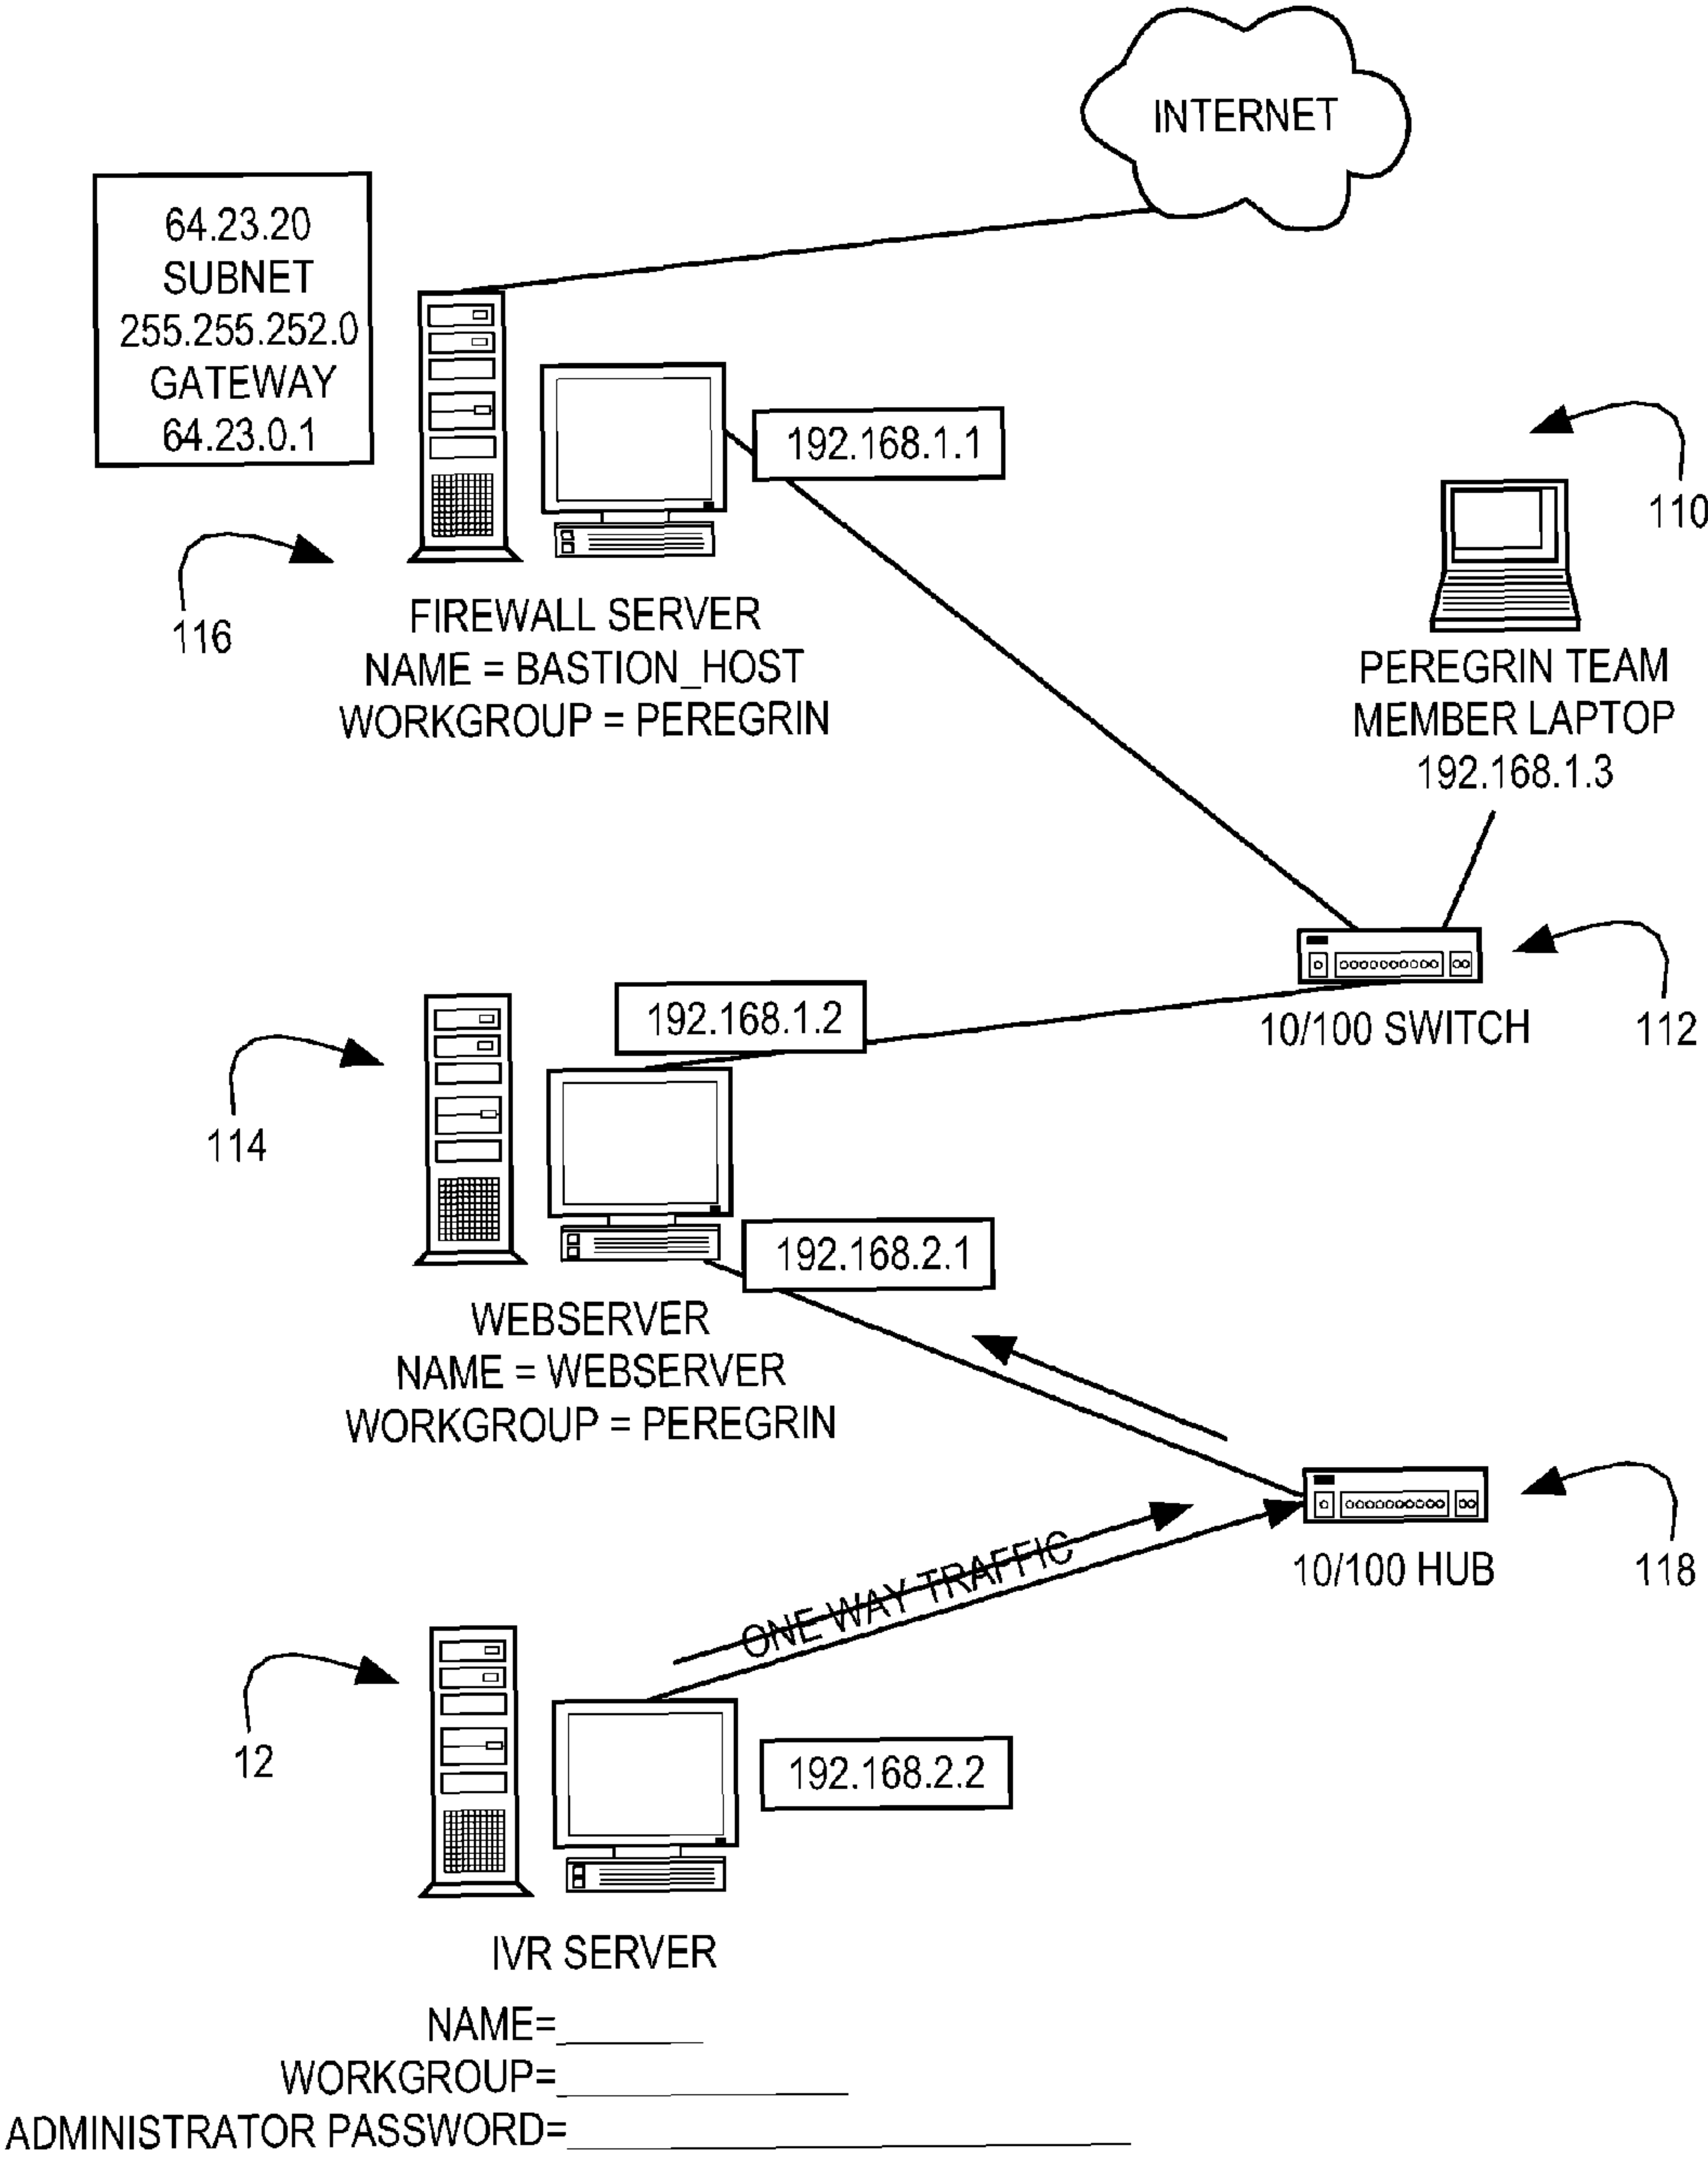 INTERNET
64.23.20
SUBNET
255.255.252.0
GATEWAY
64.23.0.1
192.168.1.1
110
116
FIREWALL SERVER
NAME = BASTION_HOST
WORKGROUP = PEREGRIN
PEREGRIN TEAM
MEMBER LAPTOP
192.168.1.3
192.168.1.2
10/100 SWITCH
112
114
192.168.2.1
WEBSERVER
NAME = WEBSERVER
WORKGROUP = PEREGRIN
ONE WAY TRAFFIC
10/100 HUB
118
12
192.168.2.2
IVR SERVER
NAME=_______
WORKGROUP=______________
ADMINISTRATOR PASSWORD=___________________________